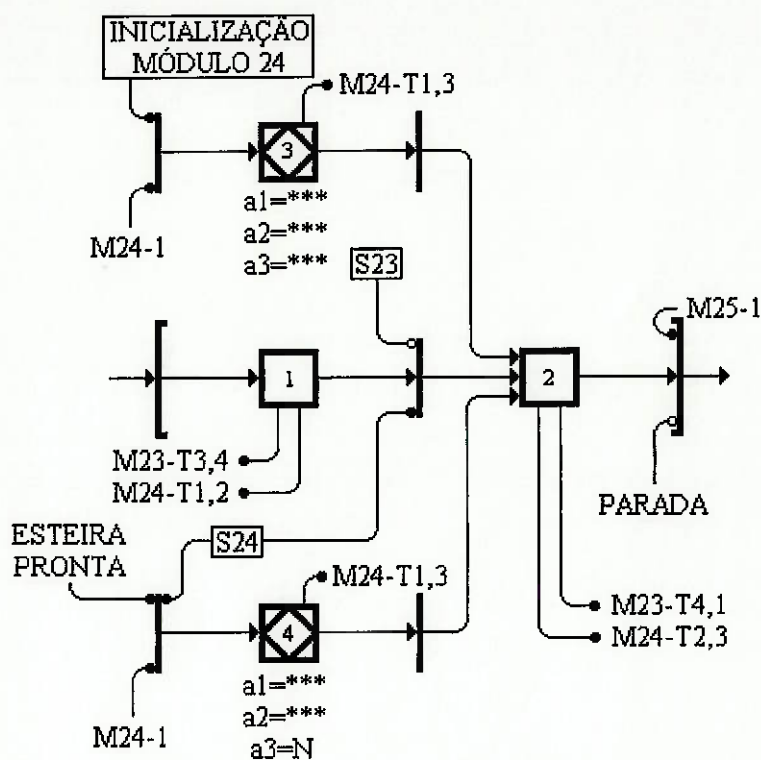 INICIALIZAÇÃO
MÓDULO 24
M24-T1,3
3
a1=***
a2=***
a3=***
M24-1
S23
M25-1
1
2
M23-T3,4
M24-T1,2
PARADA
ESTEIRA
PRONTA
S24
M24-T1,3
4
M23-T4,1
M24-T2,3
a1=***
a2=***
a3=N
M24-1